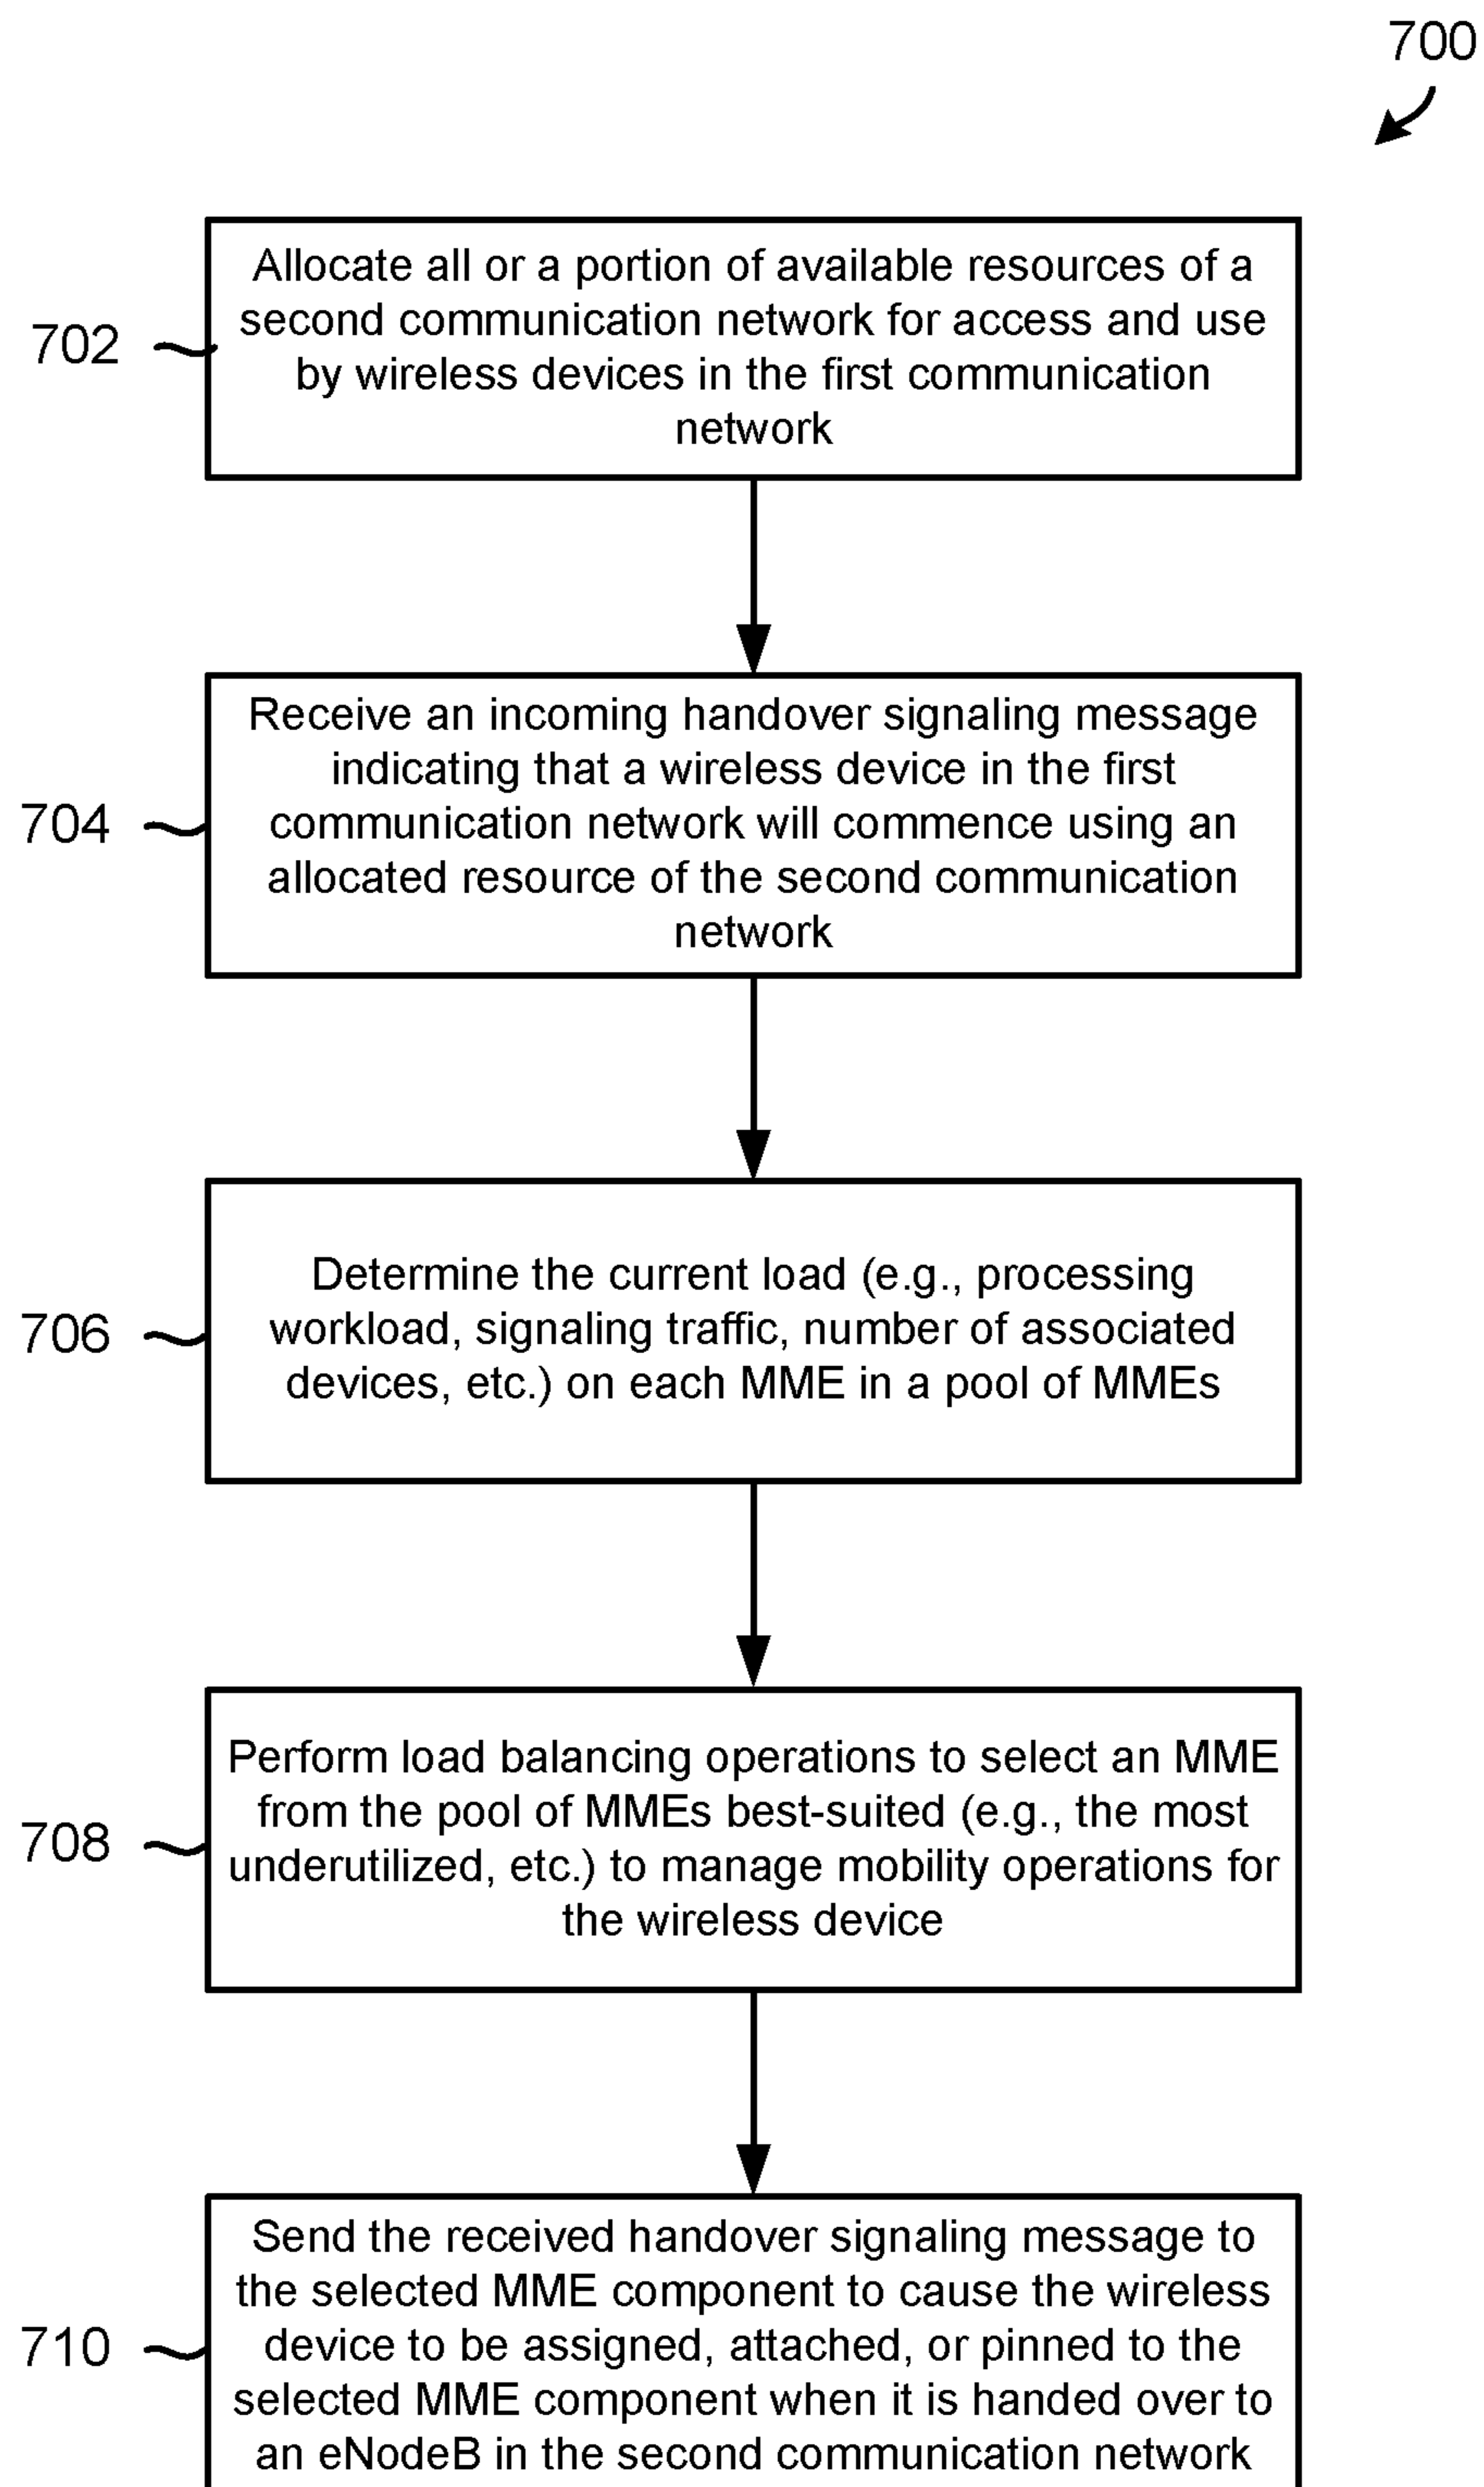 700
702
Allocate all or a portion of available resources of a
second communication network for access and use
by wireless devices in the first communication
network
704
Receive an incoming handover signaling message
indicating that a wireless device in the first
communication network will commence using an
allocated resource of the second communication
network
706
Determine the current load (e.g., processing
workload, signaling traffic, number of associated
devices, etc.) on each MME in a pool of MMEs
708
Perform load balancing operations to select an MME
from the pool of MMEs best-suited (e.g., the most
underutilized, etc.) to manage mobility operations for
the wireless device
710
Send the received handover signaling message to
the selected MME component to cause the wireless
device to be assigned, attached, or pinned to the
selected MME component when it is handed over to
an eNodeB in the second communication network